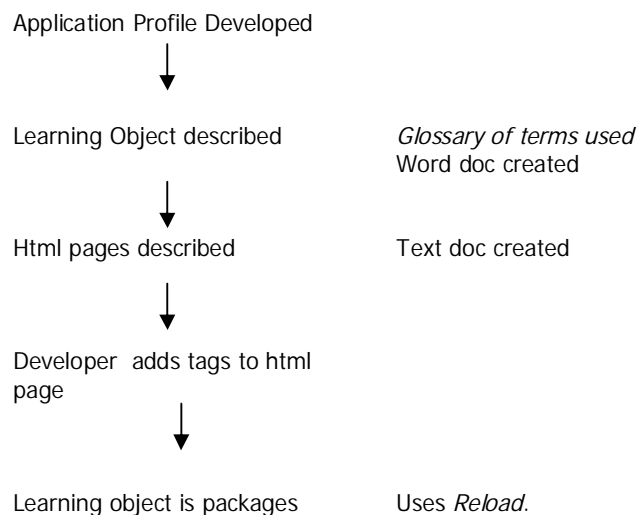 Application Profile Developed
Learning Object described
Glossary of terms used
Word doc created
Html pages described
Text doc created
Developer adds tags to html
page
Learning object is packages
Uses Reload.